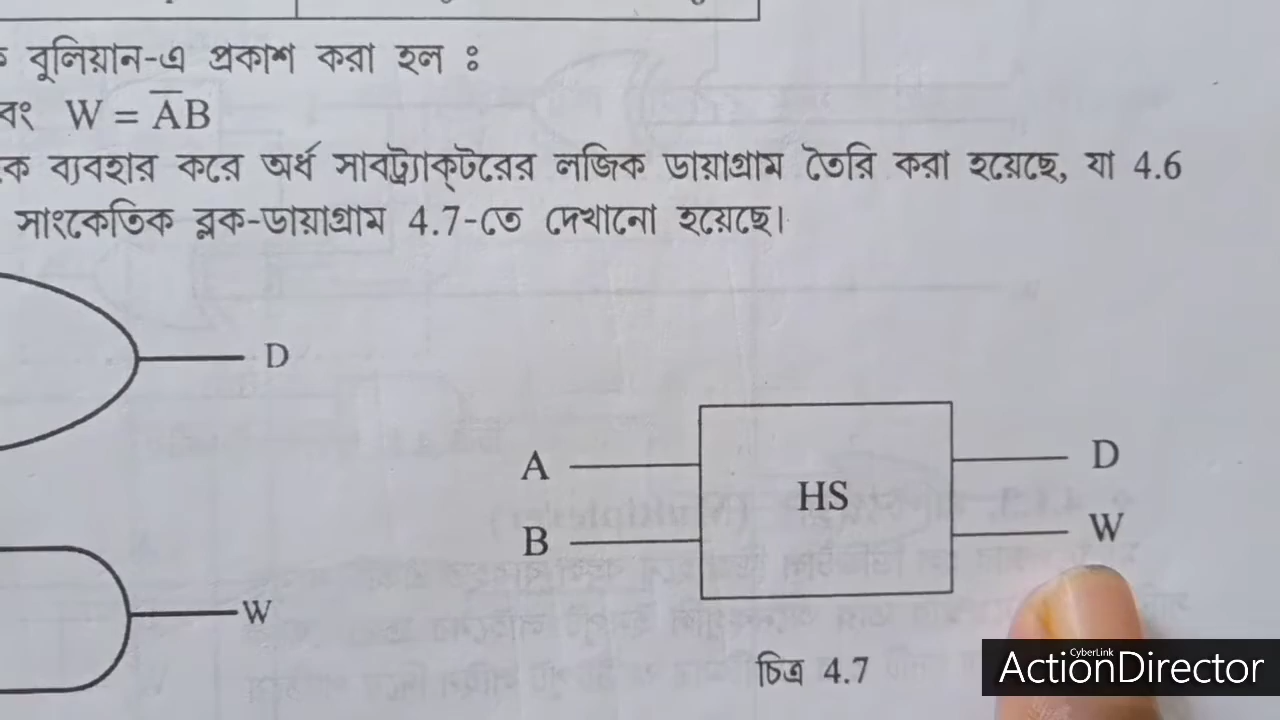 বুলিয়ান-এ প্রকাশ করা হল ঃ
W = A̅B
ব্যবহার করে অর্ধ সাবট্র্যাক্‌টরের লজিক ডায়াগ্রাম তৈরি করা হয়েছে, যা 4.6
সাংকেতিক ব্লক-ডায়াগ্রাম 4.7-তে দেখানো হয়েছে।
D
A
HS
D
B
W
W
চিত্র 4.7
CyberLink
ActionDirector